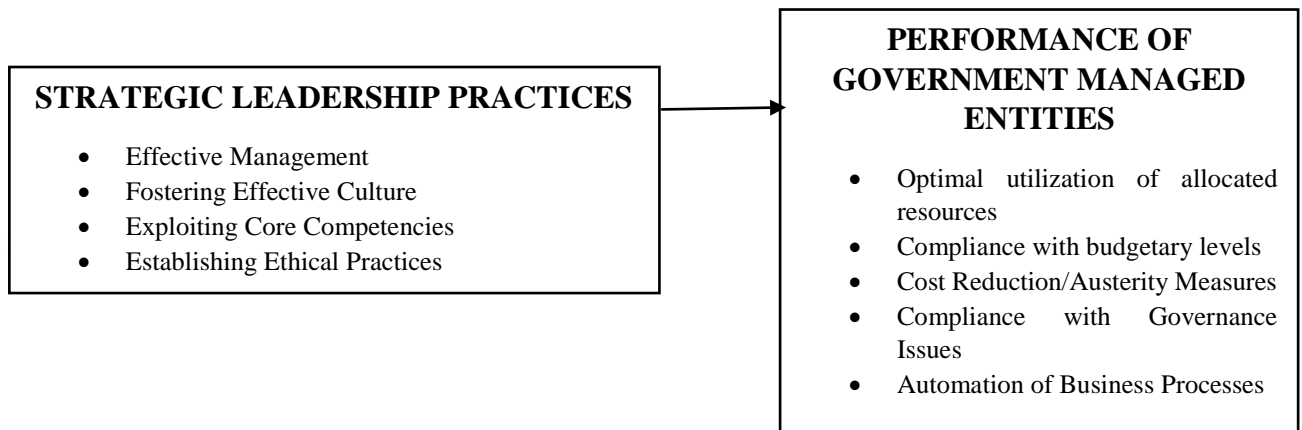 STRATEGIC LEADERSHIP PRACTICES
• Effective Management
• Fostering Effective Culture
• Exploiting Core Competencies
• Establishing Ethical Practices
PERFORMANCE OF
GOVERNMENT MANAGED
ENTITIES
• Optimal utilization of allocated
resources
• Compliance with budgetary levels
• Cost Reduction/Austerity Measures
• Compliance with Governance
Issues
• Automation of Business Processes